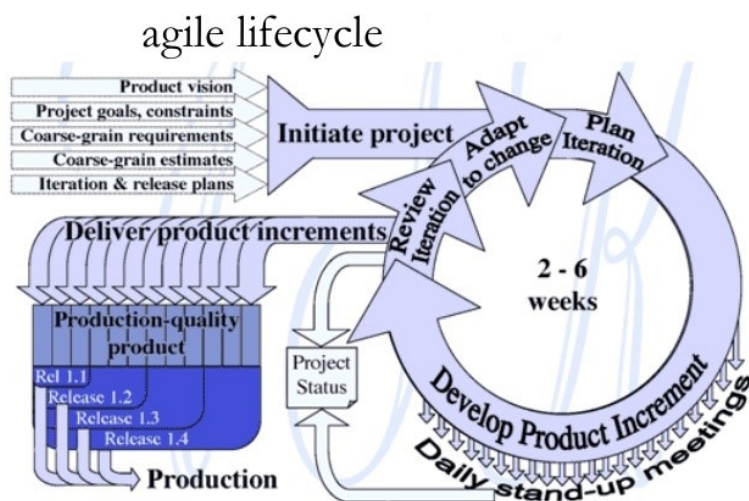 agile lifecycle
Product vision
Project goals, constraints
Coarse-grain requirements
Coarse-grain estimates
Iteration & release plans
Initiate project
Adapt
to change
Plan
Iteration
Review
Iteration
Deliver product increments
2 - 6
weeks
Production-quality
product
Rel 1.1
Release 1.2
Release 1.3
Release 1.4
Production
Project
Status
Develop Product Increment
Daily stand-up meetings